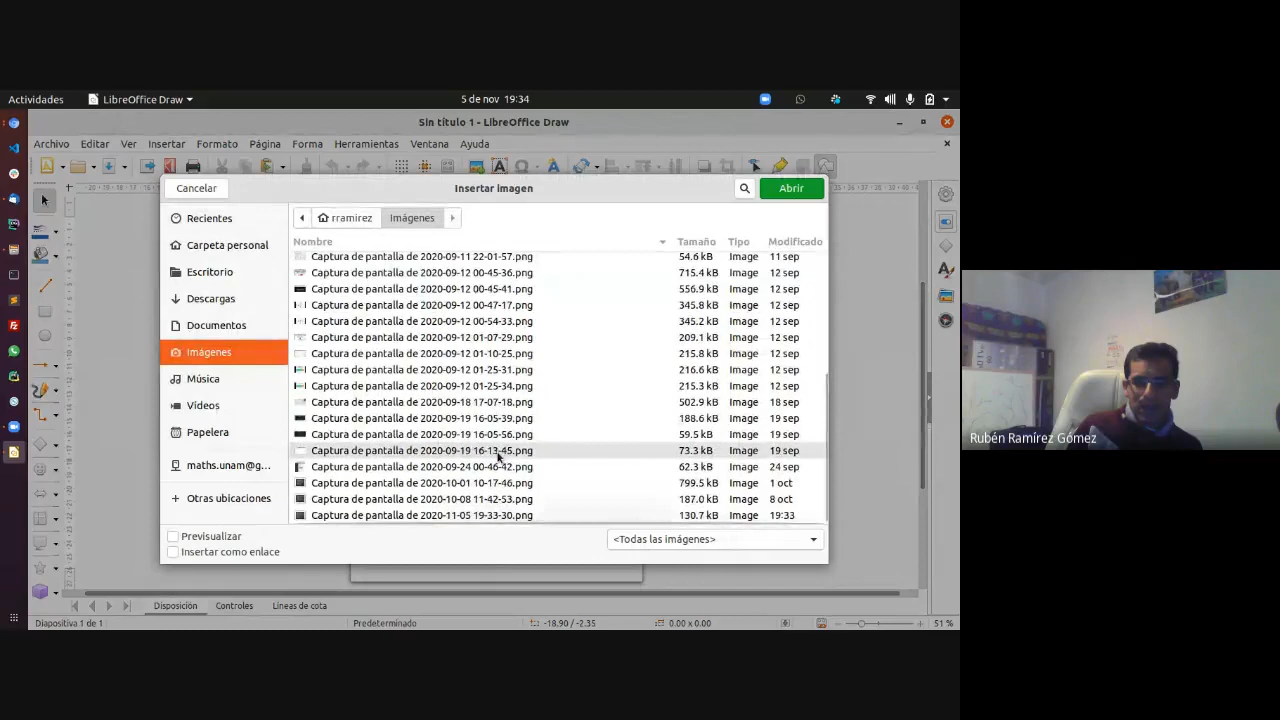 Actividades LibreOffice Draw 5 de nov 19:34
Sin título 1 - LibreOffice Draw
Archivo Editar Ver Insertar Formato Página Forma Herramientas Ventana Ayuda
Cancelar Insertar imagen Abrir
Recientes
Carpeta personal
Escritorio
Descargas
Documentos
Imágenes
Música
Vídeos
Papelera
maths.unam@g...
+ Otras ubicaciones
rramirez Imágenes
Nombre Tamaño Tipo Modificado
Captura de pantalla de 2020-09-11 22-01-57.png 54.6 kB Image 11 sep
Captura de pantalla de 2020-09-12 00-45-36.png 715.4 kB Image 12 sep
Captura de pantalla de 2020-09-12 00-45-41.png 556.9 kB Image 12 sep
Captura de pantalla de 2020-09-12 00-47-17.png 345.8 kB Image 12 sep
Captura de pantalla de 2020-09-12 00-54-33.png 345.2 kB Image 12 sep
Captura de pantalla de 2020-09-12 01-07-29.png 209.1 kB Image 12 sep
Captura de pantalla de 2020-09-12 01-10-25.png 215.8 kB Image 12 sep
Captura de pantalla de 2020-09-12 01-25-31.png 216.6 kB Image 12 sep
Captura de pantalla de 2020-09-12 01-25-34.png 215.3 kB Image 12 sep
Captura de pantalla de 2020-09-18 17-07-18.png 502.9 kB Image 18 sep
Captura de pantalla de 2020-09-19 16-05-39.png 188.6 kB Image 19 sep
Captura de pantalla de 2020-09-19 16-05-56.png 59.5 kB Image 19 sep
Captura de pantalla de 2020-09-19 16-13-45.png 73.3 kB Image 19 sep
Captura de pantalla de 2020-09-24 00-46-42.png 62.3 kB Image 24 sep
Captura de pantalla de 2020-10-01 10-17-46.png 799.5 kB Image 1 oct
Captura de pantalla de 2020-10-08 11-42-53.png 187.0 kB Image 8 oct
Captura de pantalla de 2020-11-05 19-33-30.png 130.7 kB Image 19:33
Previsualizar
Insertar como enlace
<Todas las imágenes>
Disposición Controles Líneas de cota
Diapositiva 1 de 1 Predeterminado -18.90 / -2.35 0.00 x 0.00 51 %
Rubén Ramírez Gómez